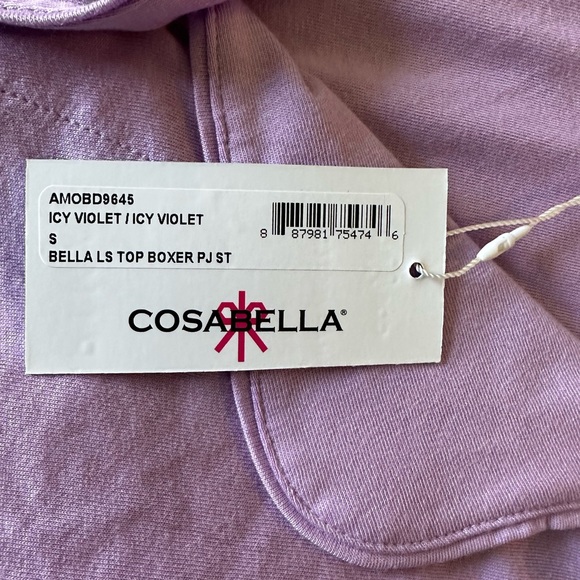 AMOBD9645
ICY VIOLET / ICY VIOLET
S
BELLA LS TOP BOXER PJ ST
8 87981 75474 6
COSABELLA®